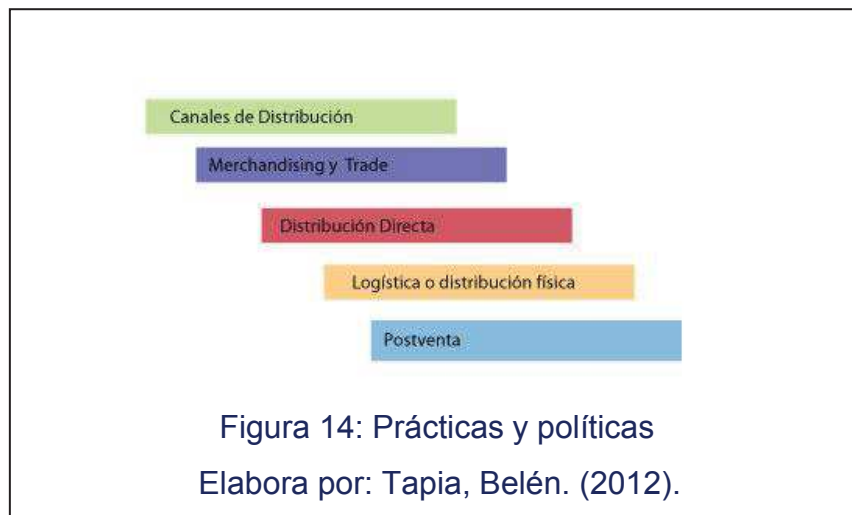 Canales de Distribución
Merchandising y Trade
Distribución Directa
Logística o distribución física
Postventa
Figura 14: Prácticas y políticas
Elabora por: Tapia, Belén. (2012).